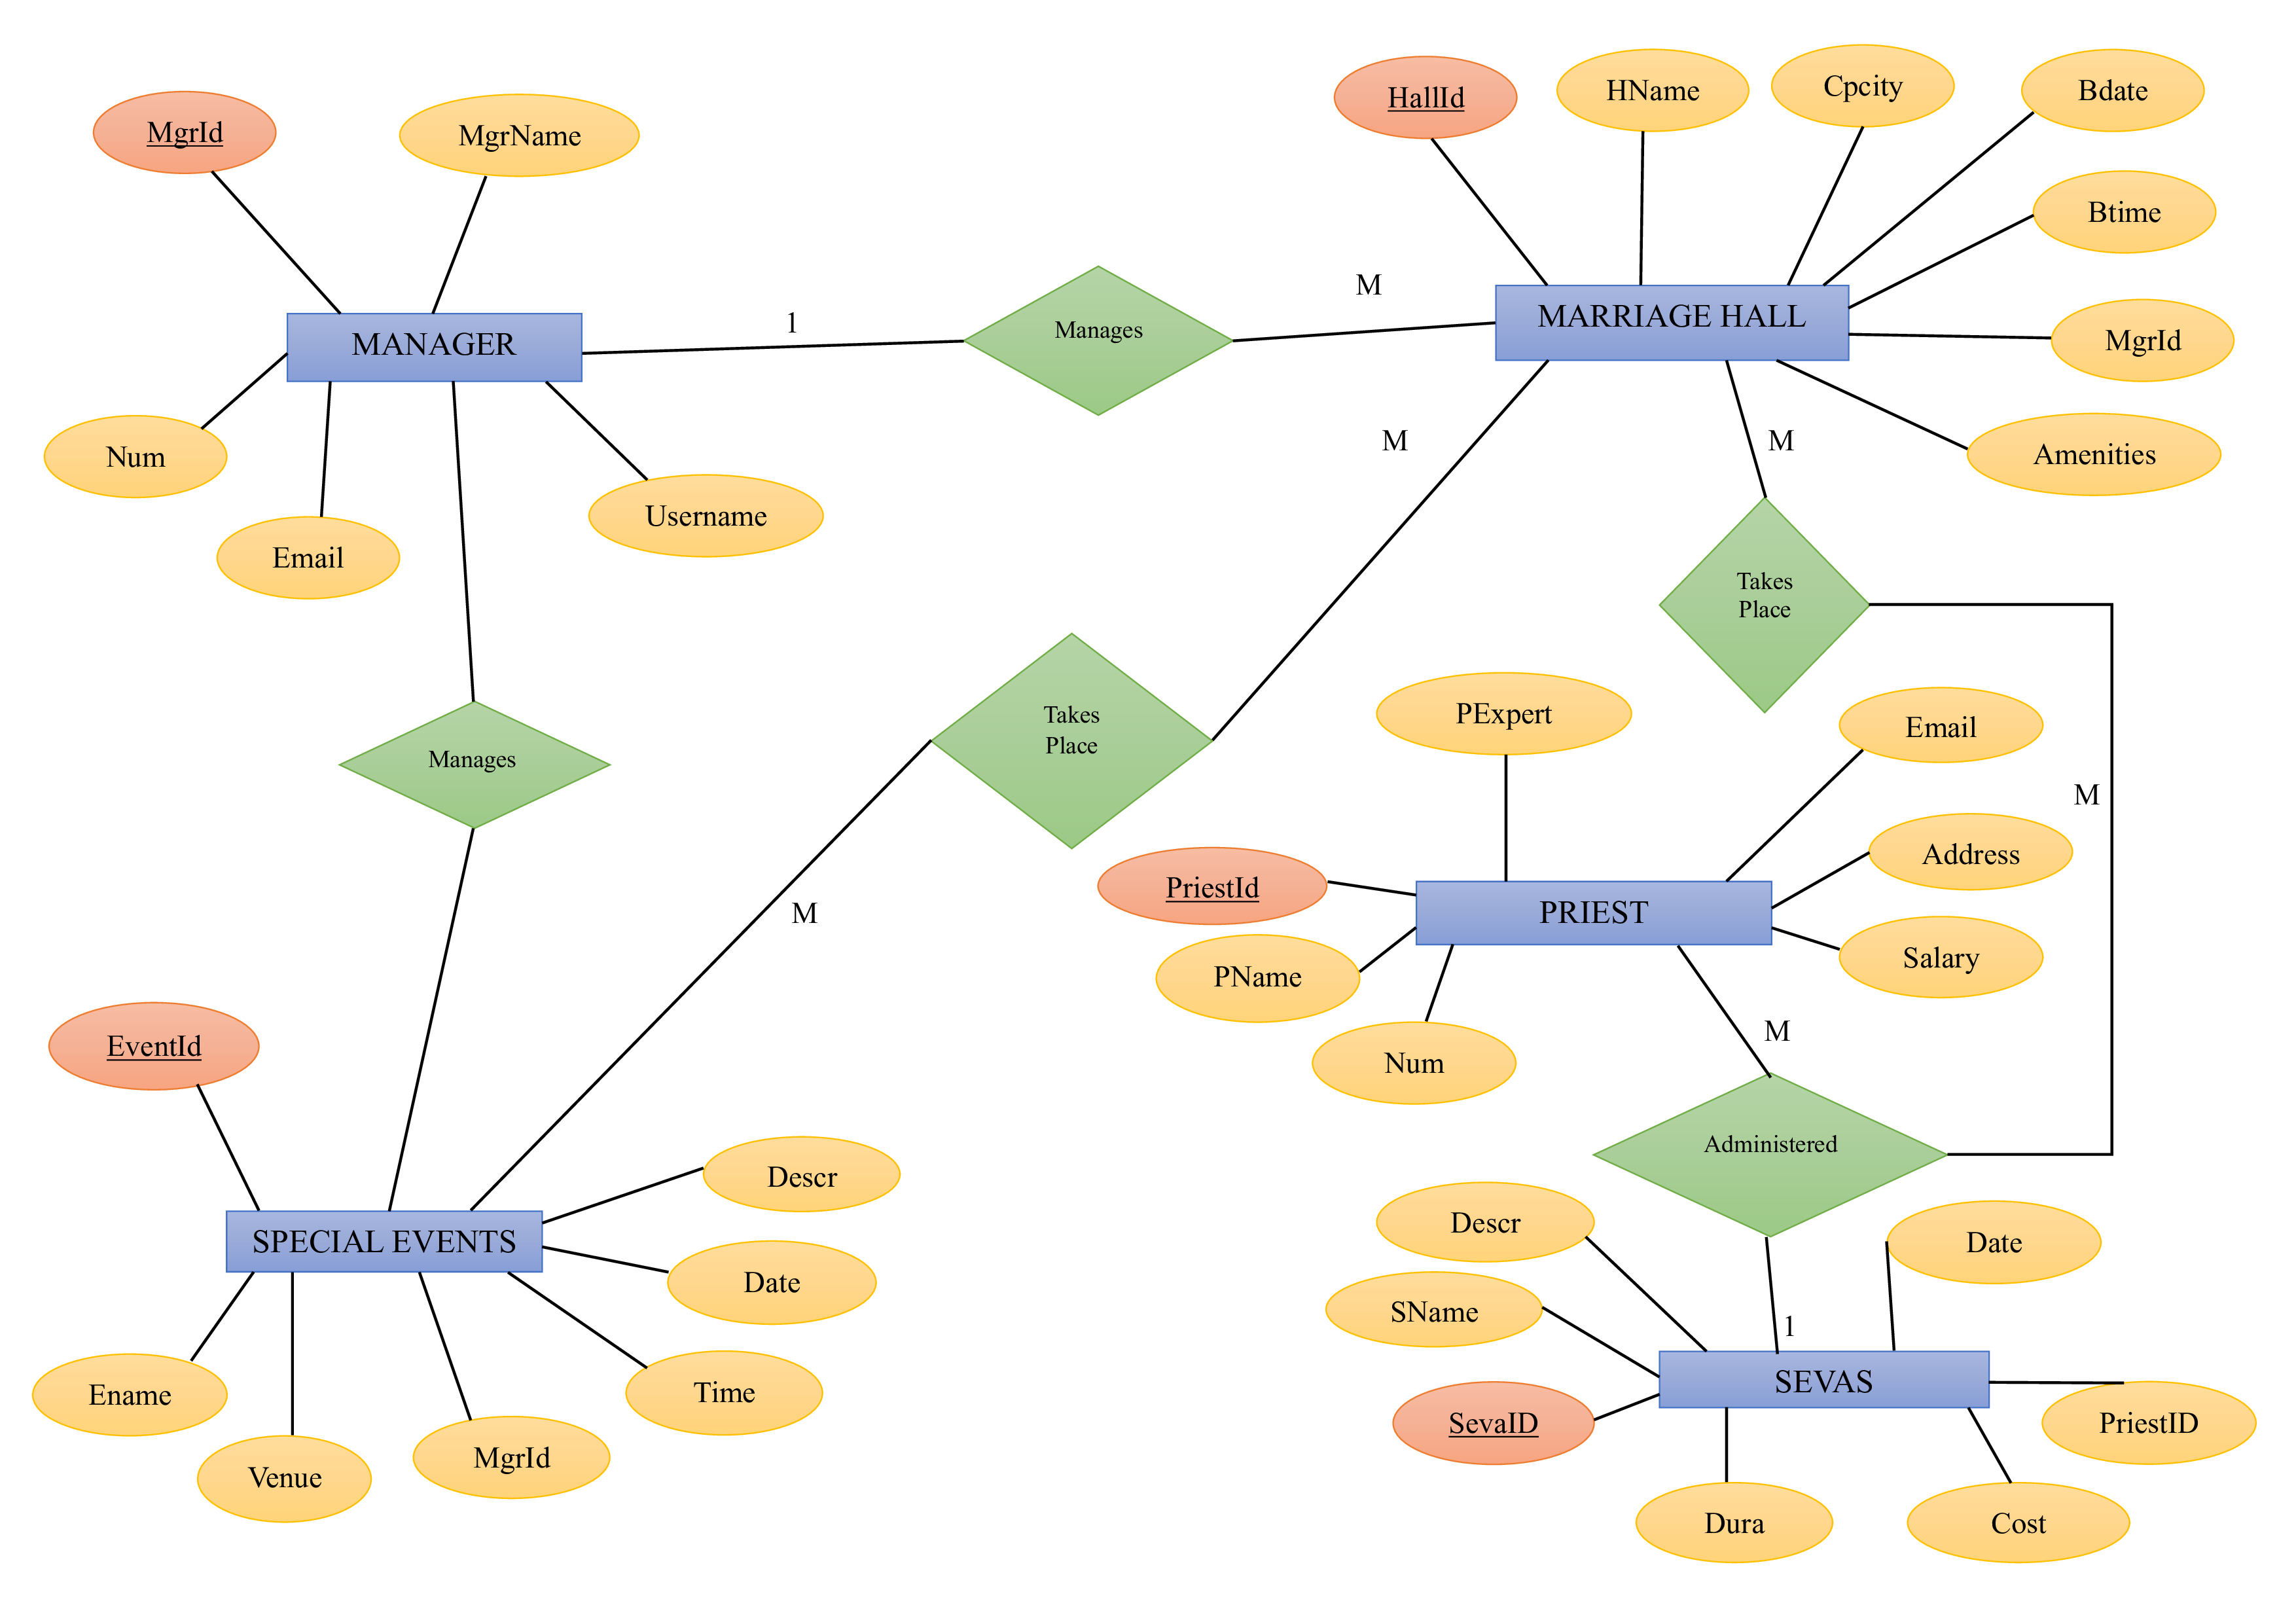 MgrId
MgrName
HallId
HName
Cpcity
Bdate
Btime
MANAGER
1
Manages
M
MARRIAGE HALL
MgrId
Num
Email
Username
M
M
Amenities
Takes
Place
Manages
Takes
Place
PExpert
Email
M
PriestId
PRIEST
Address
M
PName
Salary
Num
M
EventId
Administered
Descr
SPECIAL EVENTS
Date
Descr
Date
SName
1
Ename
Time
SEVAS
Venue
MgrId
SevaID
PriestID
Dura
Cost